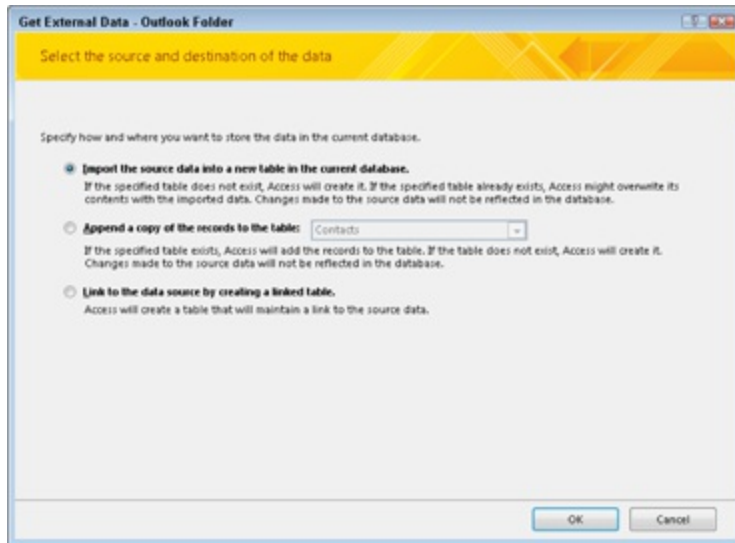 Get External Data - Outlook Folder
Select the source and destination of the data
Specify how and where you want to store the data in the current database.
Import the source data into a new table in the current database.
If the specified table does not exist, Access will create it. If the specified table already exists, Access might overwrite its
contents with the imported data. Changes made to the source data will not be reflected in the database.
Append a copy of the records to the table: Contacts
If the specified table exists, Access will add the records to the table. If the table does not exist, Access will create it.
Changes made to the source data will not be reflected in the database.
Link to the data source by creating a linked table.
Access will create a table that will maintain a link to the source data.
OK Cancel